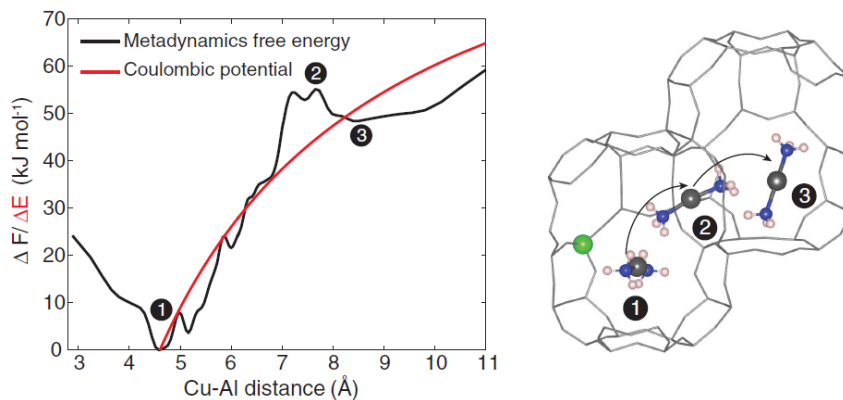 70
60
50
40
30
20
10
0
Δ F/ ΔE (kJ mol⁻¹)
Metadynamics free energy
Coulombic potential
1
2
3
3 4 5 6 7 8 9 10 11
Cu-Al distance (Å)
1
2
3